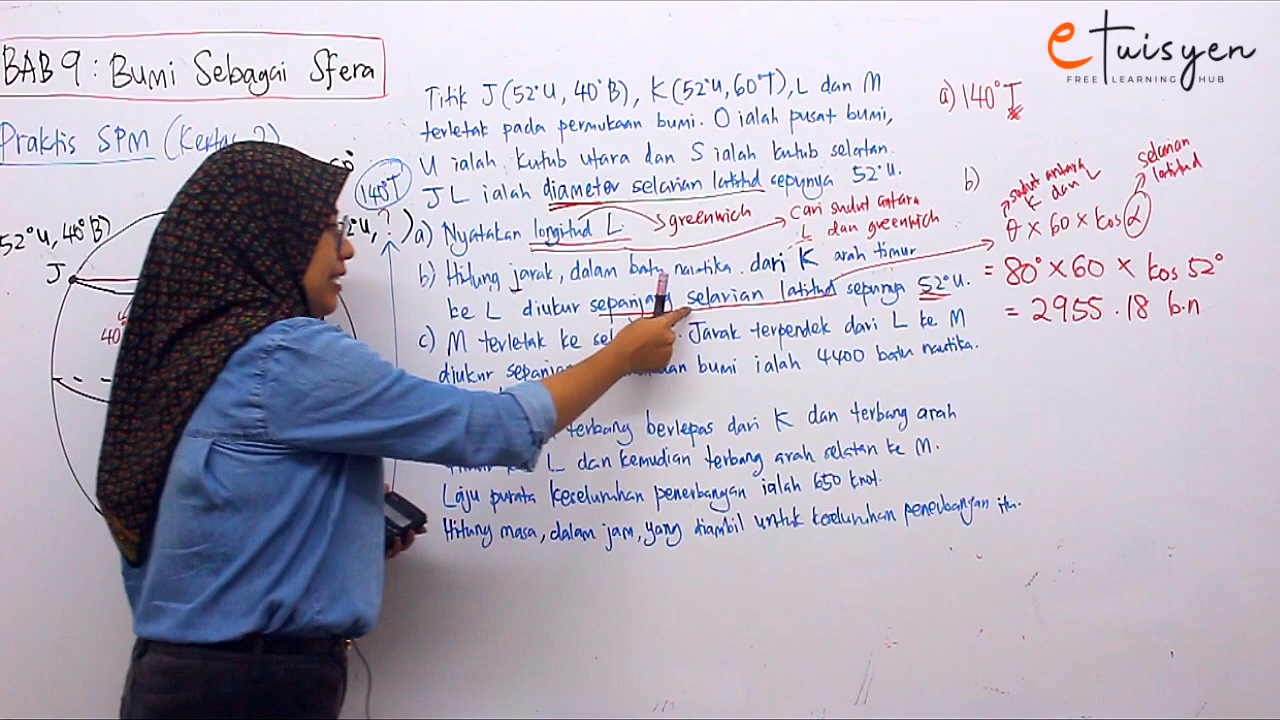 BAB 9 : Bumi Sebagai Sfera
Praktis SPM (Kertas 2)
52°U, 40°B)
J
40°
140°T
?
Titik J (52°U, 40°B), K (52°U, 60°T), L dan M
terletak pada permukaan bumi. O ialah pusat bumi,
U ialah kutub utara dan S ialah kutub selatan.
JL ialah diameter selarian latitud sepunya 52°U.
a) Nyatakan longitud L.
greenwich
Cari sudut antara
L dan greenwich
b) Hitung jarak, dalam batu nautika. dari K arah timur
ke L diukur sepanjang selarian latitud sepunya 52°U.
c) M terletak ke Jarak terpendek dari L ke M
diukur sepanjang bumi ialah 4400 batu nautika.
terbang berlepas dari K dan terbang arah
L dan kemudian terbang arah selatan ke M.
Laju purata keseluruhan penerbangan ialah 650 knot.
Hitung masa, dalam jam, yang diambil untuk keseluruhan penerbangan itu.
e Tuisyen
FREE LEARNING HUB
a) 140°T
b)
sudut antara
K dan L
selarian
latitud
θ × 60 × kos α
= 80° × 60 × kos 52°
= 2955.18 b.n